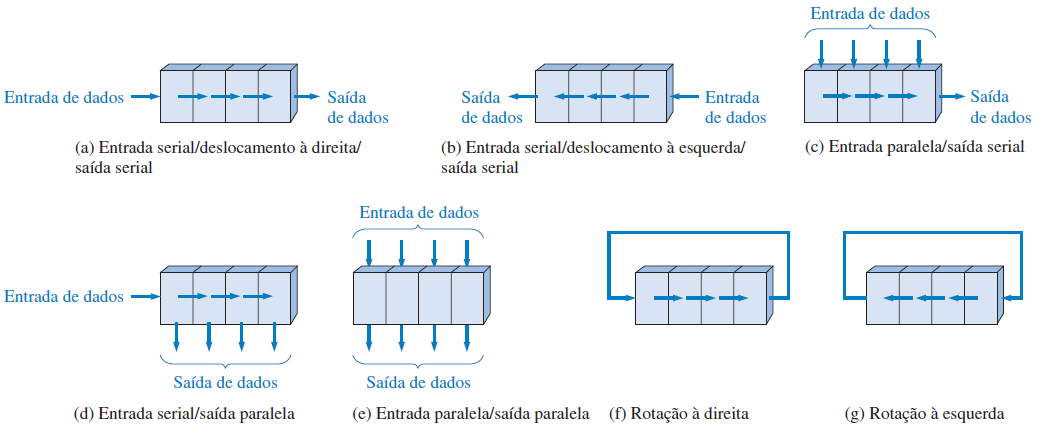 Entrada de dados
Saída
de dados
(a) Entrada serial/deslocamento à direita/
saída serial
Saída
de dados
Entrada
de dados
(b) Entrada serial/deslocamento à esquerda/
saída serial
Entrada de dados
Saída
de dados
(c) Entrada paralela/saída serial
Entrada de dados
Saída de dados
(d) Entrada serial/saída paralela
Entrada de dados
Saída de dados
(e) Entrada paralela/saída paralela
(f) Rotação à direita
(g) Rotação à esquerda